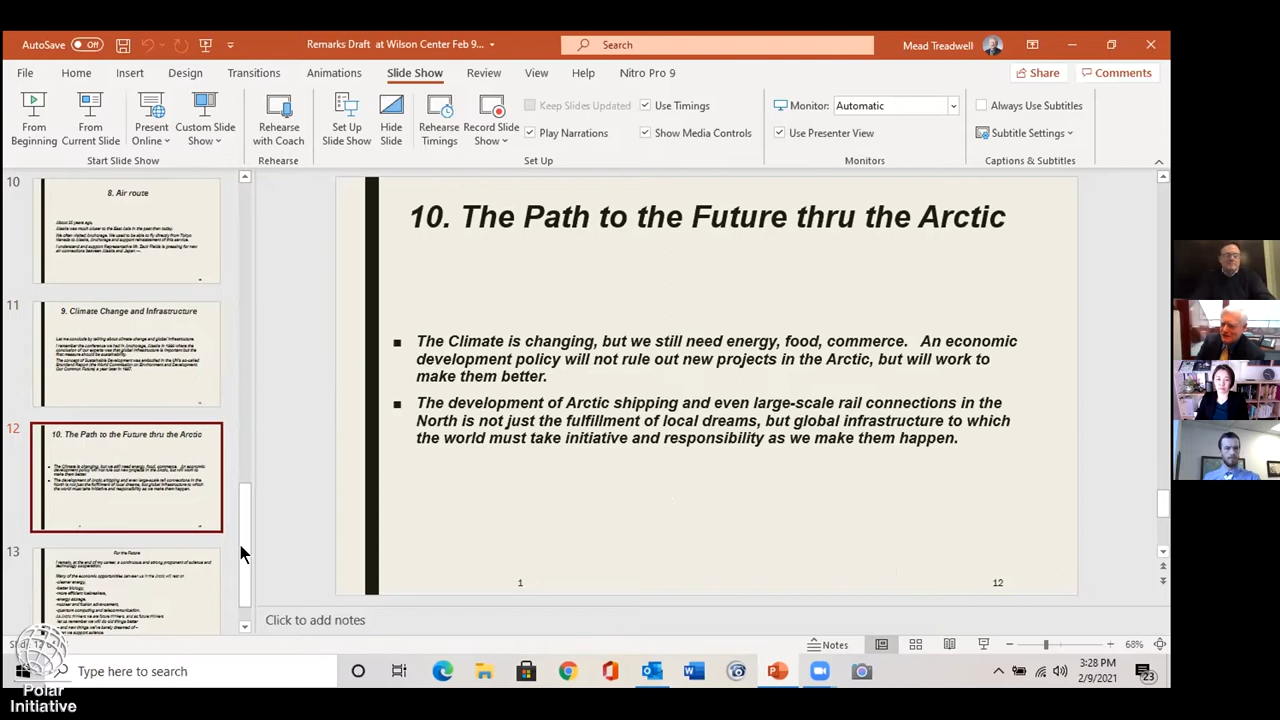 AutoSave Off
Remarks Draft at Wilson Center Feb 9...
Search
Mead Treadwell
File Home Insert Design Transitions Animations Slide Show Review View Help Nitro Pro 9
Share Comments
From Beginning
From Current Slide
Present Online
Custom Slide Show
Start Slide Show
Rehearse with Coach
Rehearse
Set Up Slide Show
Hide Slide
Rehearse Timings
Record Slide Show
Keep Slides Updated
Play Narrations
Use Timings
Show Media Controls
Set Up
Monitor: Automatic
Use Presenter View
Monitors
Always Use Subtitles
Subtitle Settings
Captions & Subtitles
10
8. Air route
11
9. Climate Change and Infrastructure
12
10. The Path to the Future thru the Arctic
13
For the Future
10. The Path to the Future thru the Arctic
The Climate is changing, but we still need energy, food, commerce. An economic
development policy will not rule out new projects in the Arctic, but will work to
make them better.
The development of Arctic shipping and even large-scale rail connections in the
North is not just the fulfillment of local dreams, but global infrastructure to which
the world must take initiative and responsibility as we make them happen.
1
12
Click to add notes
Notes
68%
Type here to search
3:28 PM
2/9/2021
23
Polar
Initiative